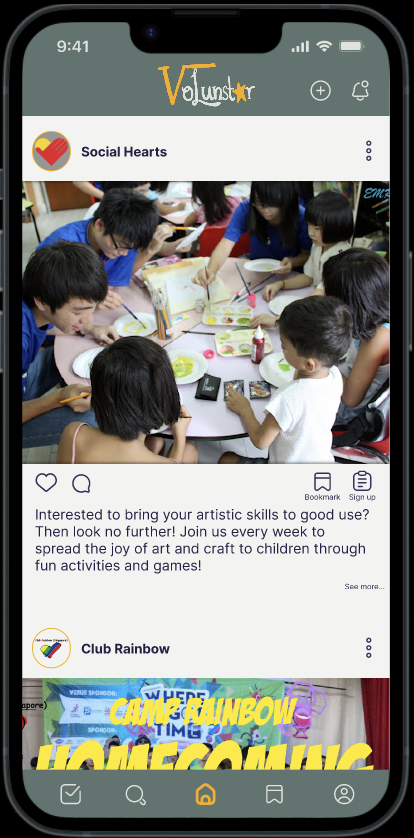 9:41
VoLunstar
Social Hearts
Bookmark
Sign up
Interested to bring your artistic skills to good use?
Then look no further! Join us every week to
spread the joy of art and craft to children through
fun activities and games!
See more...
Club Rainbow
VENUE SPONSOR:
SPONSOR:
WHERE
TIME
CAMP RAINBOW
HOMECOMING